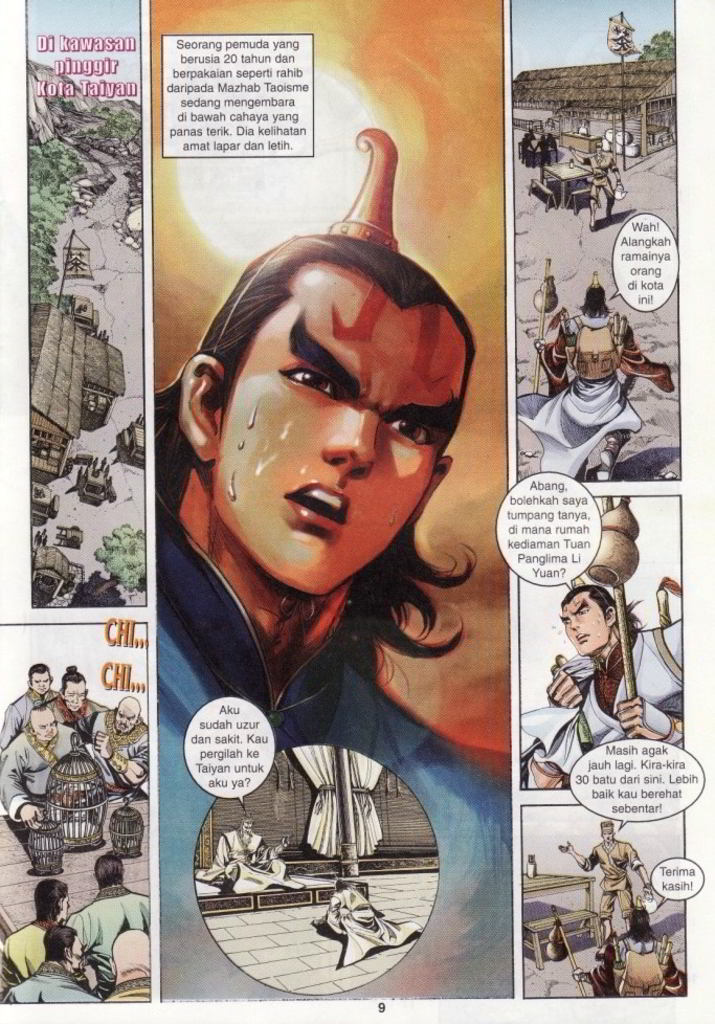 Di kawasan
pinggir
Kota Taiyan
Seorang pemuda yang
berusia 20 tahun dan
berpakaian seperti rahib
daripada Mazhab Taoisme
sedang mengembara
di bawah cahaya yang
panas terik. Dia kelihatan
amat lapar dan letih.
茶
茶
Wah!
Alangkah
ramainya
orang
di kota
ini!
Abang,
bolehkah saya
tumpang tanya,
di mana rumah
kediaman Tuan
Panglima Li
Yuan?
CHI...
CHI...
Aku
sudah uzur
dan sakit. Kau
pergilah ke
Taiyan untuk
aku ya?
Masih agak
jauh lagi. Kira-kira
30 batu dari sini. Lebih
baik kau berehat
sebentar!
Terima
kasih!
9